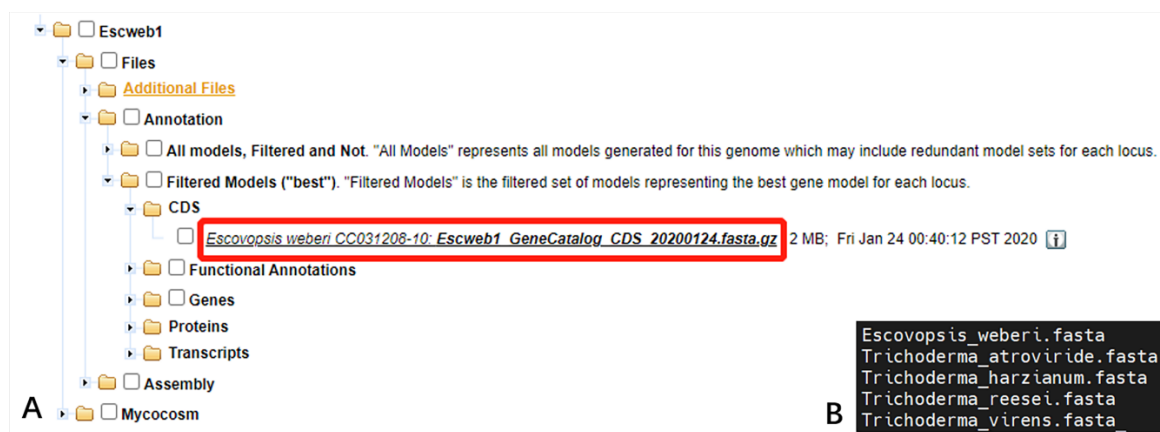 Escweb1
Files
Additional Files
Annotation
All models, Filtered and Not. "All Models" represents all models generated for this genome which may include redundant model sets for each locus.
Filtered Models ("best"). "Filtered Models" is the filtered set of models representing the best gene model for each locus.
CDS
Escovopsis weberi CC031208-10: Escweb1_GeneCatalog_CDS_20200124.fasta.gz 2 MB; Fri Jan 24 00:40:12 PST 2020
Functional Annotations
Genes
Proteins
Transcripts
Assembly
Mycocosm
A
Escovopsis_weberi.fasta
Trichoderma_atroviride.fasta
Trichoderma_harzianum.fasta
Trichoderma_reesei.fasta
Trichoderma_virens.fasta_
B